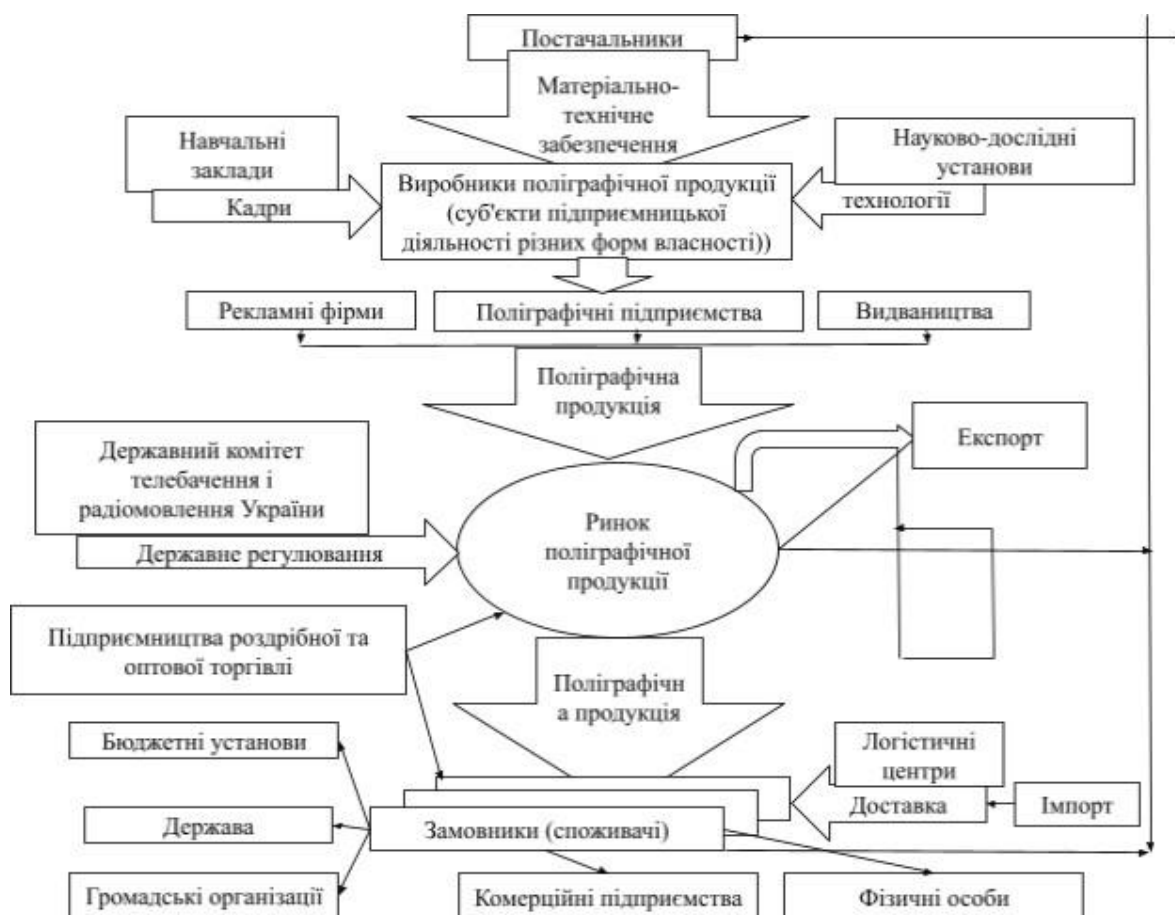 Постачальники
Матеріально-
технічне
забезпечення
Навчальні
заклади
Кадри
Науково-дослідні
установи
технології
Виробники поліграфічної продукції
(суб'єкти підприємницької
діяльності різних форм власності))
Рекламні фірми
Поліграфічні підприємства
Видваництва
Поліграфічна
продукція
Державний комітет
телебачення і
радіомовлення України
Державне регулювання
Експорт
Ринок
поліграфічної
продукції
Підприємництва роздрібної та
оптової торгівлі
Поліграфічн
а продукція
Бюджетні установи
Логістичні
центри
Доставка
Імпорт
Держава
Замовники (споживачі)
Громадські організації
Комерційні підприємства
Фізичні особи